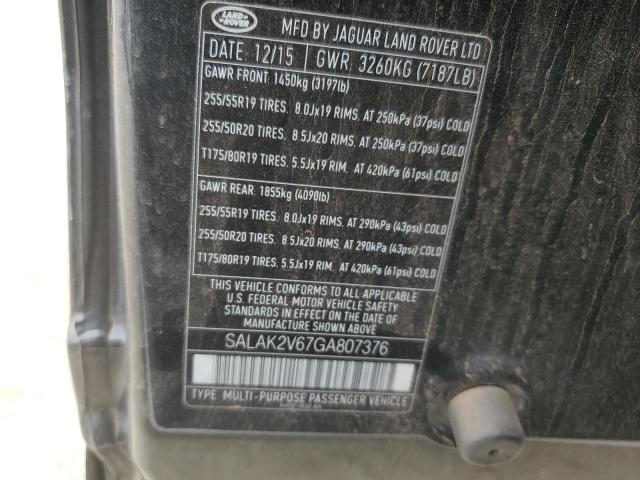 LAND
ROVER
MFD BY JAGUAR LAND ROVER LTD
DATE: 12/15 GWR: 3260KG (7187LB)
GAWR FRONT: 1450kg (3197lb)
255/55R19 TIRES. 8.0Jx19 RIMS. AT 250kPa (37psi) COLD
255/50R20 TIRES. 8.5Jx20 RIMS. AT 250kPa (37psi) COLD
T175/80R19 TIRES. 5.5Jx19 RIM. AT 420kPa (61psi) COLD
GAWR REAR: 1855kg (4090lb)
255/55R19 TIRES. 8.0Jx19 RIMS. AT 290kPa (43psi) COLD
255/50R20 TIRES. 8.5Jx20 RIMS. AT 290kPa (43psi) COLD
T175/80R19 TIRES. 5.5Jx19 RIM. AT 420kPa (61psi) COLD
THIS VEHICLE CONFORMS TO ALL APPLICABLE
U.S. FEDERAL MOTOR VEHICLE SAFETY
STANDARDS IN EFFECT ON THE DATE OF
MANUFACTURE SHOWN ABOVE
SALAK2V67GA807376
TYPE: MULTI-PURPOSE PASSENGER VEHICLE